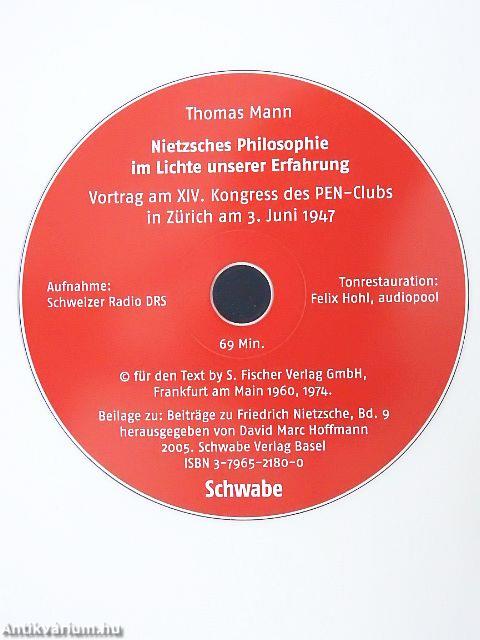 Thomas Mann
Nietzsches Philosophie
im Lichte unserer Erfahrung
Vortrag am XIV. Kongress des PEN-Clubs
in Zürich am 3. Juni 1947
Aufnahme:
Schweizer Radio DRS
Tonrestauration:
Felix Hohl, audiopool
69 Min.
© für den Text by S. Fischer Verlag GmbH,
Frankfurt am Main 1960, 1974.
Beilage zu: Beiträge zu Friedrich Nietzsche, Bd. 9
herausgegeben von David Marc Hoffmann
2005. Schwabe Verlag Basel
ISBN 3-7965-2180-0
Schwabe
Antikvárium.hu